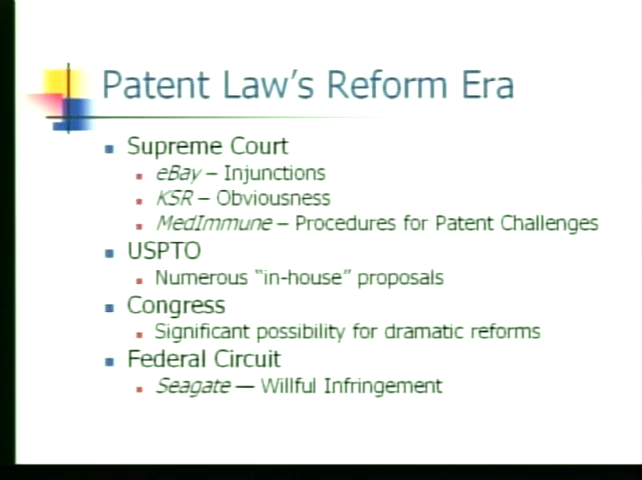 Patent Law's Reform Era
Supreme Court
eBay – Injunctions
KSR – Obviousness
MedImmune – Procedures for Patent Challenges
USPTO
Numerous "in-house" proposals
Congress
Significant possibility for dramatic reforms
Federal Circuit
Seagate — Willful Infringement